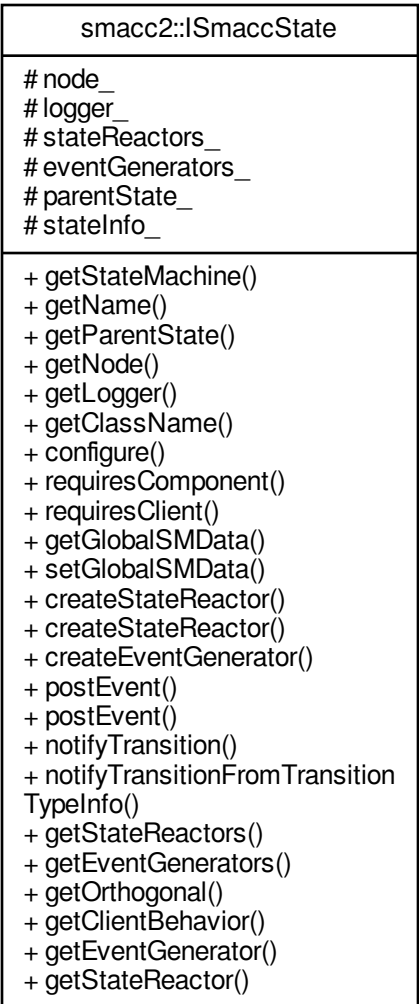 smacc2::ISmaccState
# node_
# logger_
# stateReactors_
# eventGenerators_
# parentState_
# stateInfo_
+ getStateMachine()
+ getName()
+ getParentState()
+ getNode()
+ getLogger()
+ getClassName()
+ configure()
+ requiresComponent()
+ requiresClient()
+ getGlobalSMData()
+ setGlobalSMData()
+ createStateReactor()
+ createStateReactor()
+ createEventGenerator()
+ postEvent()
+ postEvent()
+ notifyTransition()
+ notifyTransitionFromTransition
TypeInfo()
+ getStateReactors()
+ getEventGenerators()
+ getOrthogonal()
+ getClientBehavior()
+ getEventGenerator()
+ getStateReactor()